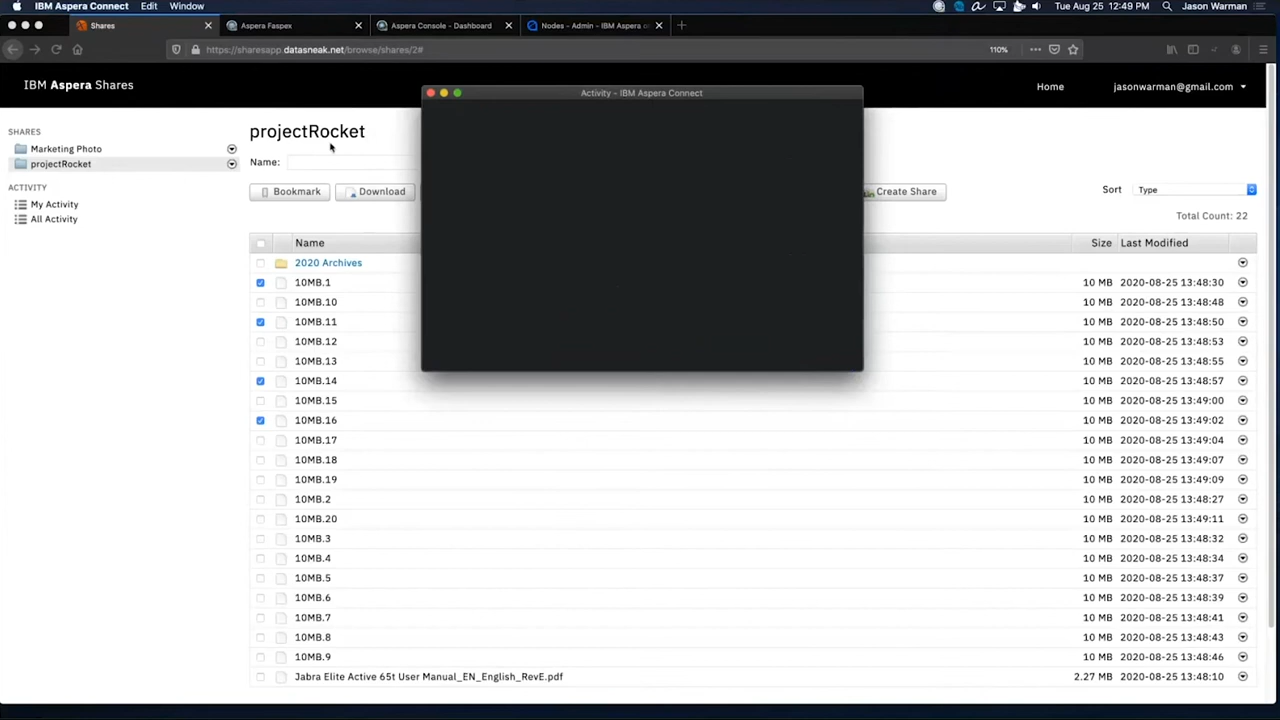 IBM Aspera Connect Edit Window Tue Aug 25 12:49 PM Jason Warman
Shares Aspera Faspex Aspera Console - Dashboard Nodes - Admin - IBM Aspera
https://sharesapp.datasneak.net/browse/shares/2# 110%
IBM Aspera Shares Home jasonwarman@gmail.com
Activity - IBM Aspera Connect
SHARES
Marketing Photo
projectRocket
ACTIVITY
My Activity
All Activity
projectRocket
Name:
Bookmark Download Create Share Sort Type
Total Count: 22
Name Size Last Modified
2020 Archives
10MB.1 10 MB 2020-08-25 13:48:30
10MB.10 10 MB 2020-08-25 13:48:48
10MB.11 10 MB 2020-08-25 13:48:50
10MB.12 10 MB 2020-08-25 13:48:53
10MB.13 10 MB 2020-08-25 13:48:55
10MB.14 10 MB 2020-08-25 13:48:57
10MB.15 10 MB 2020-08-25 13:49:00
10MB.16 10 MB 2020-08-25 13:49:02
10MB.17 10 MB 2020-08-25 13:49:04
10MB.18 10 MB 2020-08-25 13:49:07
10MB.19 10 MB 2020-08-25 13:49:09
10MB.2 10 MB 2020-08-25 13:48:27
10MB.20 10 MB 2020-08-25 13:49:11
10MB.3 10 MB 2020-08-25 13:48:32
10MB.4 10 MB 2020-08-25 13:48:34
10MB.5 10 MB 2020-08-25 13:48:37
10MB.6 10 MB 2020-08-25 13:48:39
10MB.7 10 MB 2020-08-25 13:48:41
10MB.8 10 MB 2020-08-25 13:48:43
10MB.9 10 MB 2020-08-25 13:48:46
Jabra Elite Active 65t User Manual_EN_English_RevE.pdf 2.27 MB 2020-08-25 13:48:10